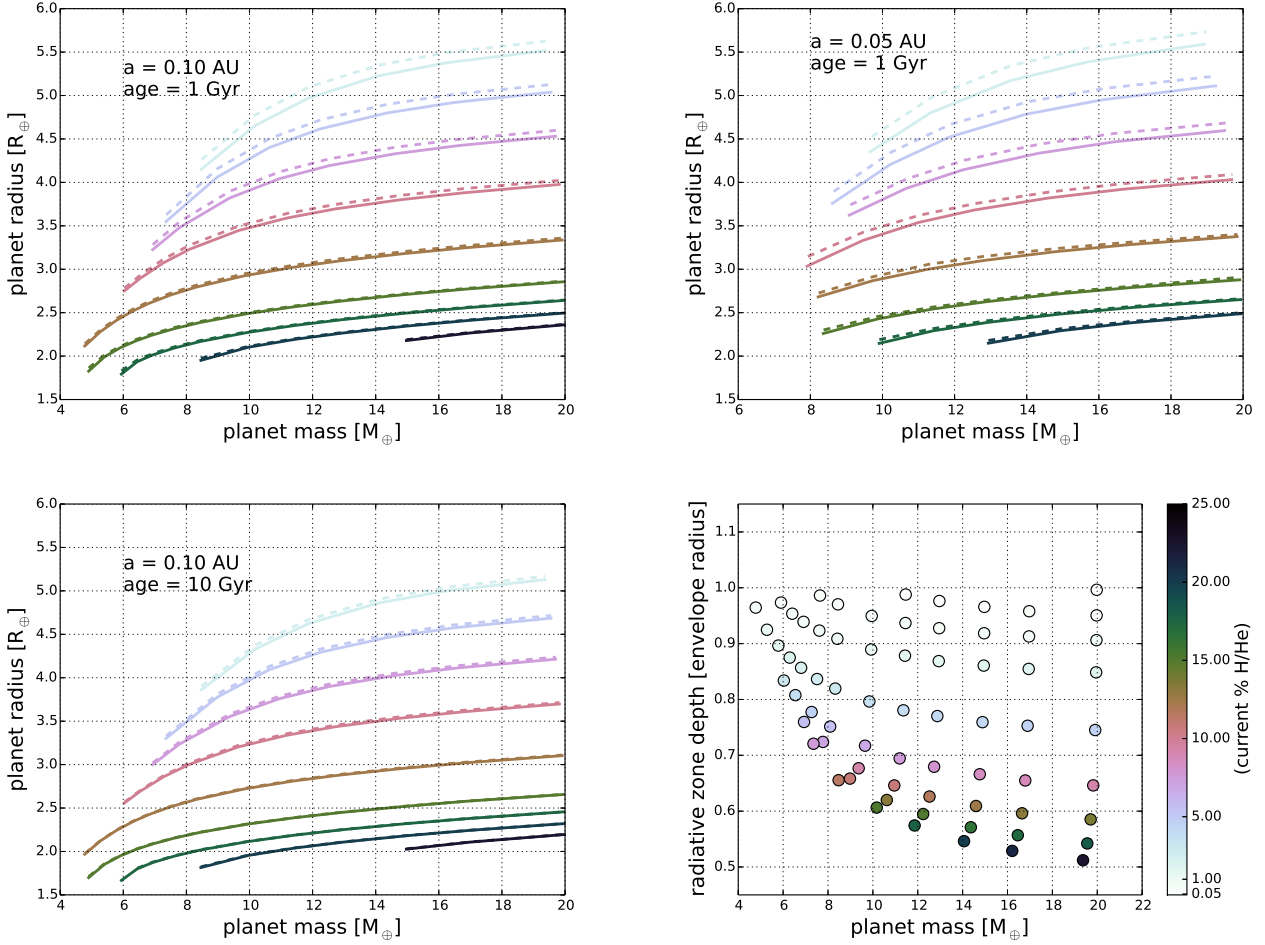 6.0
5.5
5.0
4.5
4.0
3.5
3.0
2.5
2.0
1.5
planet radius [R⊕]
a = 0.10 AU
age = 1 Gyr
4 6 8 10 12 14 16 18 20
planet mass [M⊕]
6.0
5.5
5.0
4.5
4.0
3.5
3.0
2.5
2.0
1.5
planet radius [R⊕]
a = 0.05 AU
age = 1 Gyr
6 8 10 12 14 16 18 20
planet mass [M⊕]
6.0
5.5
5.0
4.5
4.0
3.5
3.0
2.5
2.0
1.5
planet radius [R⊕]
a = 0.10 AU
age = 10 Gyr
4 6 8 10 12 14 16 18 20
planet mass [M⊕]
1.1
1.0
0.9
0.8
0.7
0.6
0.5
radiative zone depth [envelope radius]
4 6 8 10 12 14 16 18 20 22
planet mass [M⊕]
25.00
20.00
15.00
10.00
5.00
1.00
0.05
(current % H/He)